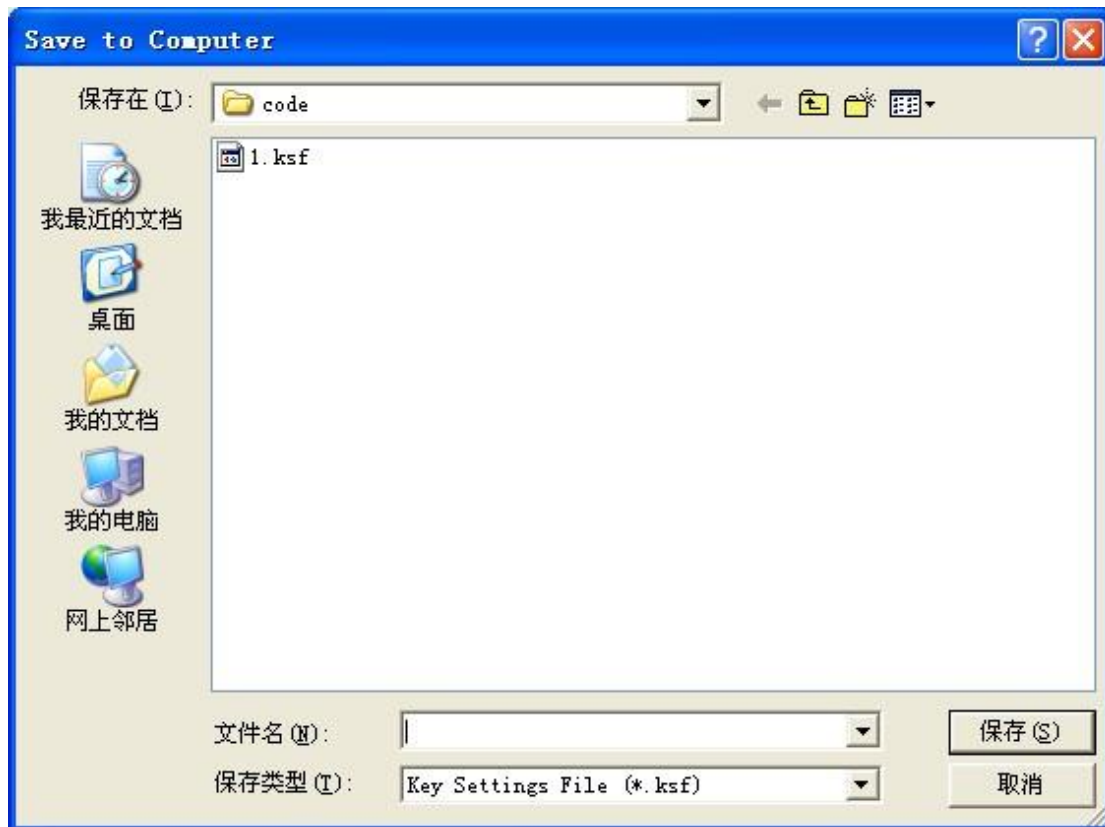 Save to Computer
保存在(I):
code
1.ksf
我最近的文档
桌面
我的文档
我的电脑
网上邻居
文件名(N):
保存(S)
保存类型(T):
Key Settings File (*.ksf)
取消